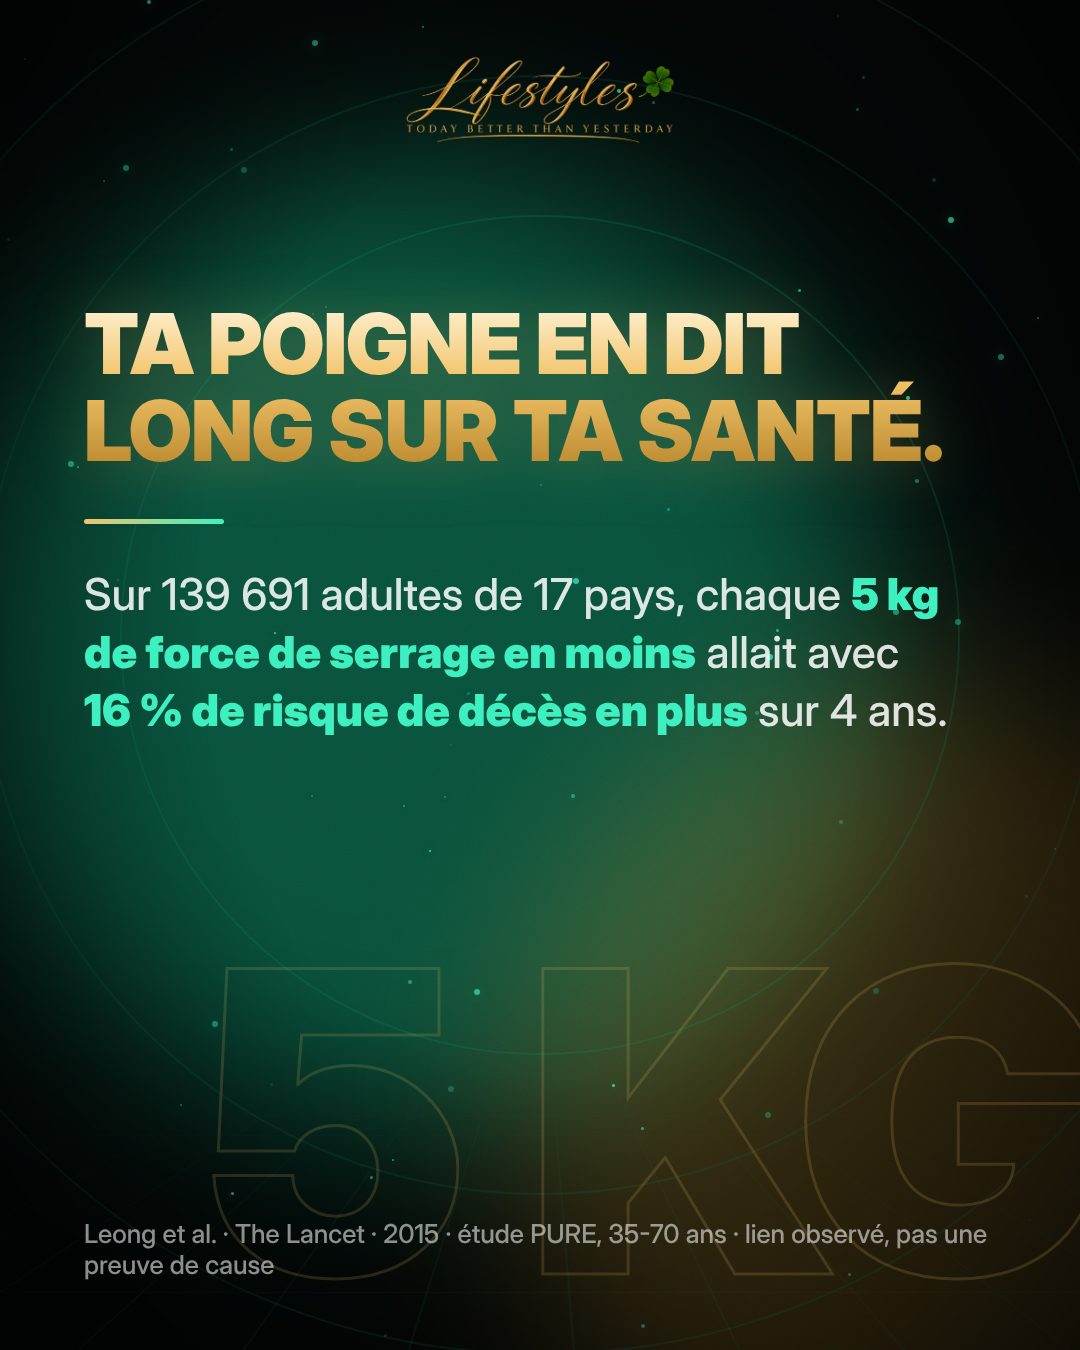 Lifestyles
TODAY BETTER THAN YESTERDAY
TA POIGNE EN DIT
LONG SUR TA SANTÉ.
Sur 139 691 adultes de 17 pays, chaque 5 kg
de force de serrage en moins allait avec
16 % de risque de décès en plus sur 4 ans.
5 KG
Leong et al. · The Lancet · 2015 · étude PURE, 35-70 ans · lien observé, pas une
preuve de cause